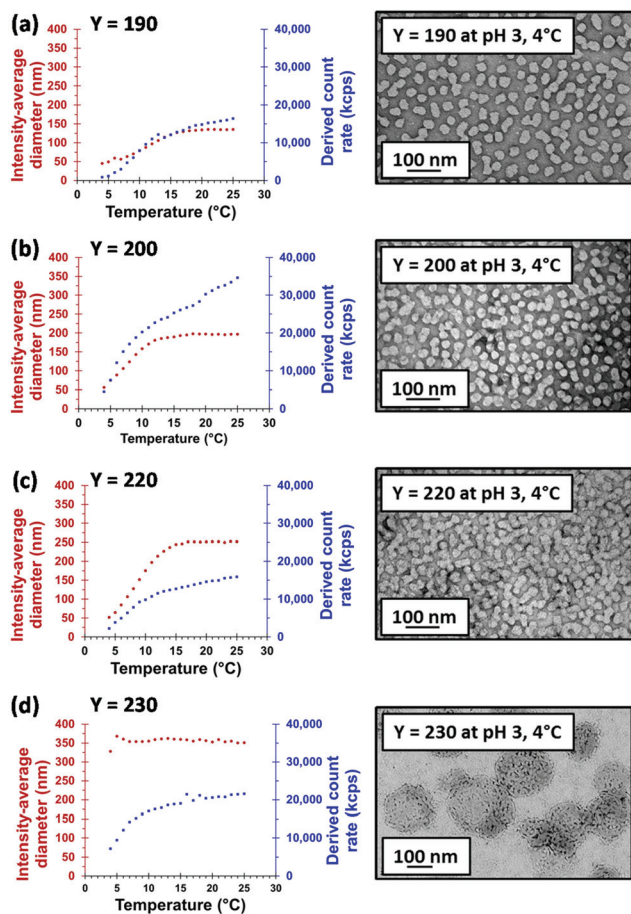 (a) Y = 190
Intensity-average
diameter (nm)
400
350
300
250
200
150
100
50
0
0 5 10 15 20 25 30
Temperature (°C)
40,000
30,000
20,000
10,000
0
Derived count
rate (kcps)
Y = 190 at pH 3, 4°C
100 nm
(b) Y = 200
Intensity-average
diameter (nm)
400
350
300
250
200
150
100
50
0
0 5 10 15 20 25 30
Temperature (°C)
40,000
30,000
20,000
10,000
0
Derived count
rate (kcps)
Y = 200 at pH 3, 4°C
100 nm
(c) Y = 220
Intensity-average
diameter (nm)
400
350
300
250
200
150
100
50
0
0 5 10 15 20 25 30
Temperature (°C)
40,000
30,000
20,000
10,000
0
Derived count
rate (kcps)
Y = 220 at pH 3, 4°C
100 nm
(d) Y = 230
Intensity-average
diameter (nm)
400
350
300
250
200
150
100
50
0
0 5 10 15 20 25 30
Temperature (°C)
40,000
30,000
20,000
10,000
0
Derived count
rate (kcps)
Y = 230 at pH 3, 4°C
100 nm